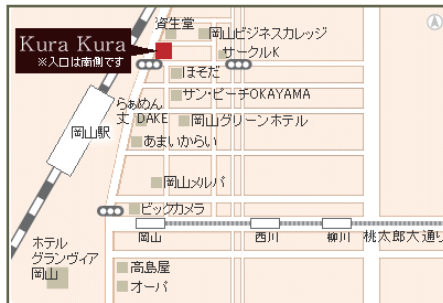 資生堂
岡山ビジネスカレッジ
Kura Kura
※入口は南側です
サークルK
ほそだ
サン・ビーチOKAYAMA
らぁめん
丈 DAKE
岡山グリーンホテル
岡山駅
あまいからい
岡山メルパ
ビックカメラ
岡山
西川
柳川
桃太郎大通り
ホテル
グランヴィア
岡山
高島屋
オーパ